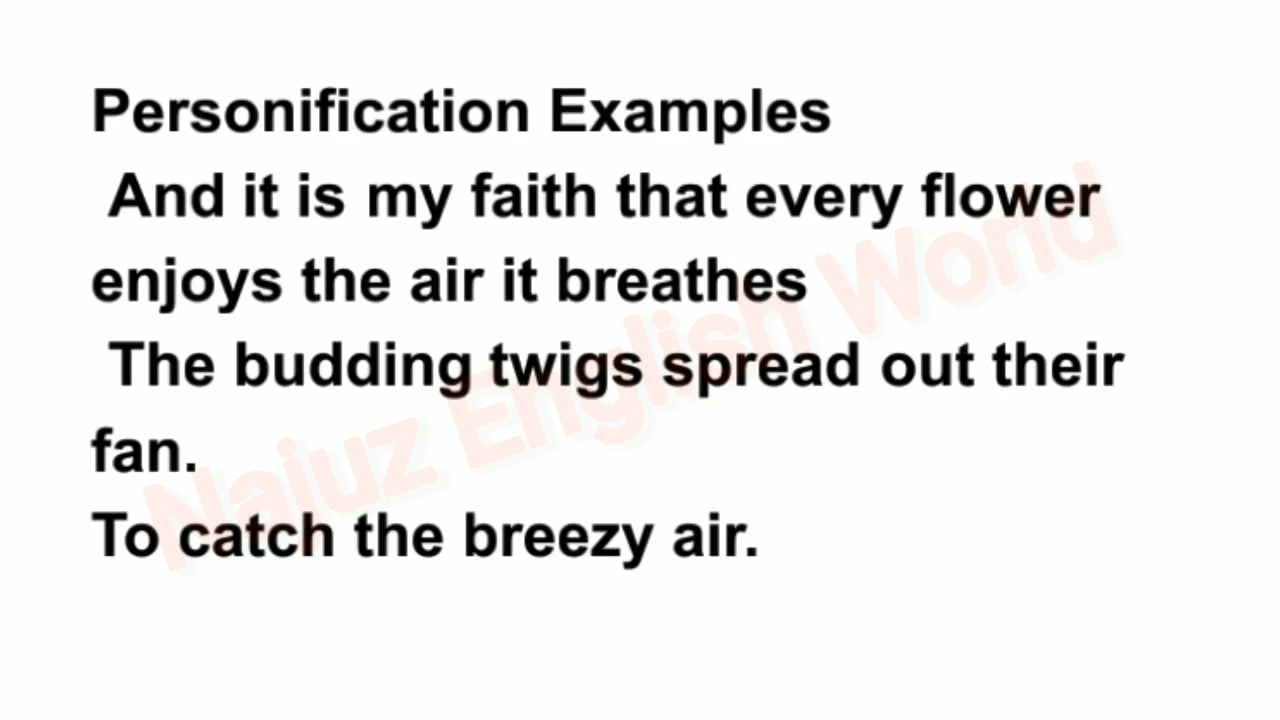 Personification Examples
And it is my faith that every flower
enjoys the air it breathes
The budding twigs spread out their
fan.
To catch the breezy air.
Najuz English World